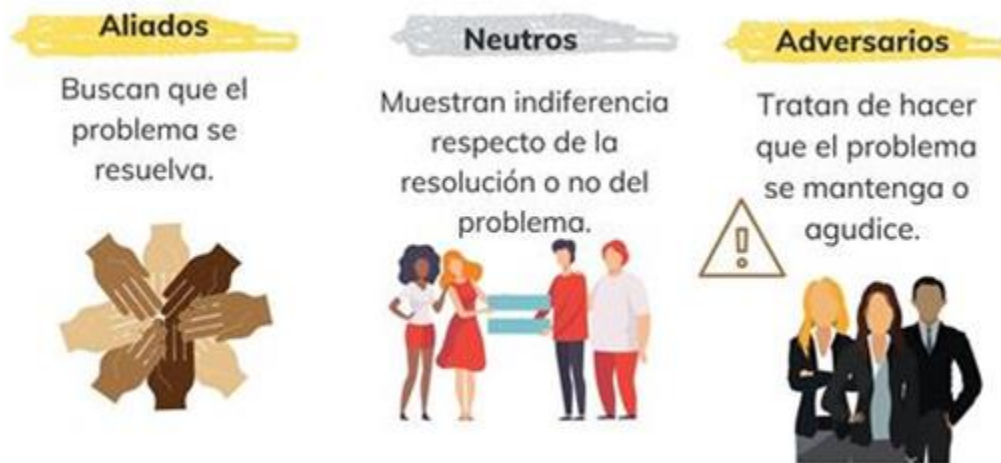 Aliados
Buscan que el
problema se
resuelva.
Neutros
Muestran indiferencia
respecto de la
resolución o no del
problema.
Adversarios
Tratan de hacer
que el problema
se mantenga o
agudice.